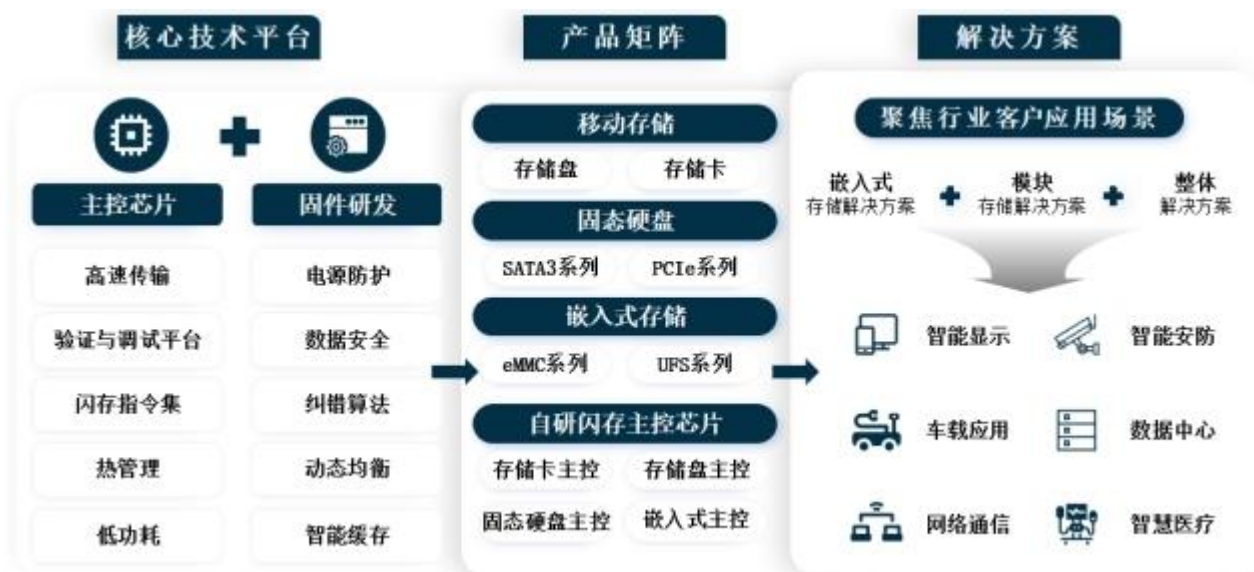 核心技术平台
主控芯片
高速传输
验证与调试平台
闪存指令集
热管理
低功耗
固件研发
电源防护
数据安全
纠错算法
动态均衡
智能缓存
产品矩阵
移动存储
存储盘 存储卡
固态硬盘
SATA3系列 PCIe系列
嵌入式存储
eMMC系列 UFS系列
自研闪存主控芯片
存储卡主控 存储盘主控
固态硬盘主控 嵌入式主控
解决方案
聚焦行业客户应用场景
嵌入式
存储解决方案
模块
存储解决方案
整体
解决方案
智能显示 智能安防
车载应用 数据中心
网络通信 智慧医疗